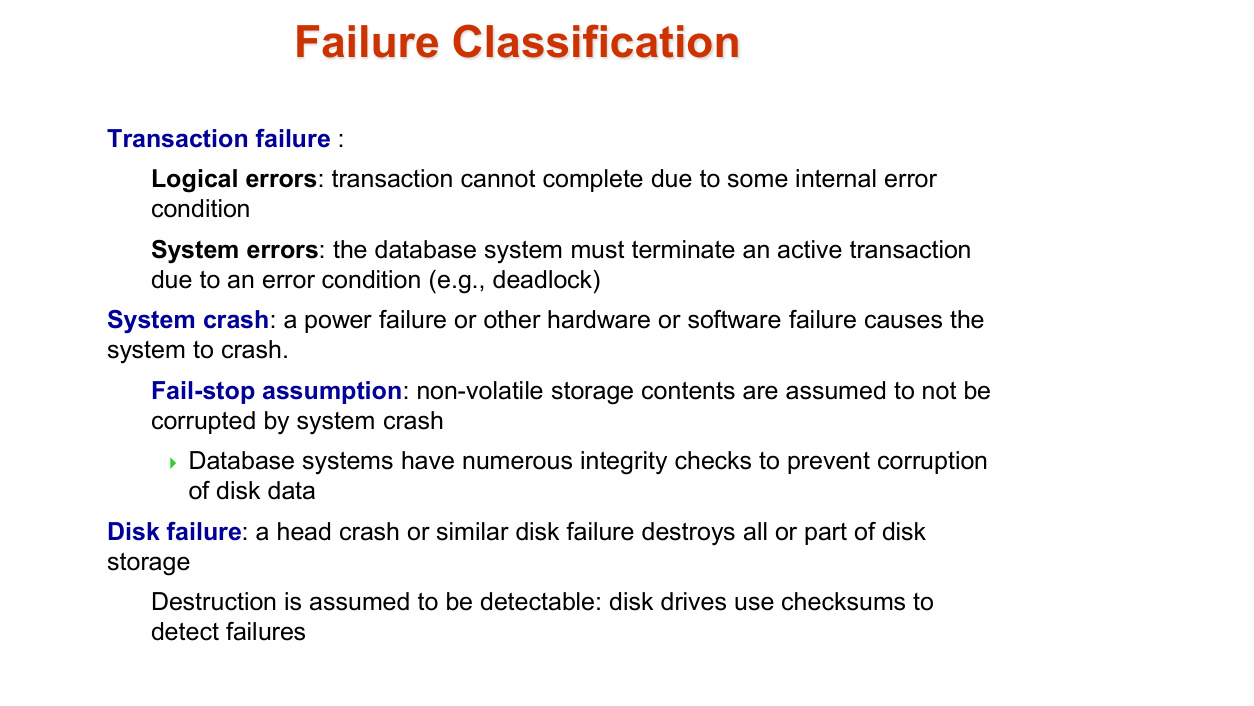 Failure Classification
Transaction failure :
Logical errors: transaction cannot complete due to some internal error
condition
System errors: the database system must terminate an active transaction
due to an error condition (e.g., deadlock)
System crash: a power failure or other hardware or software failure causes the
system to crash.
Fail-stop assumption: non-volatile storage contents are assumed to not be
corrupted by system crash
Database systems have numerous integrity checks to prevent corruption
of disk data
Disk failure: a head crash or similar disk failure destroys all or part of disk
storage
Destruction is assumed to be detectable: disk drives use checksums to
detect failures